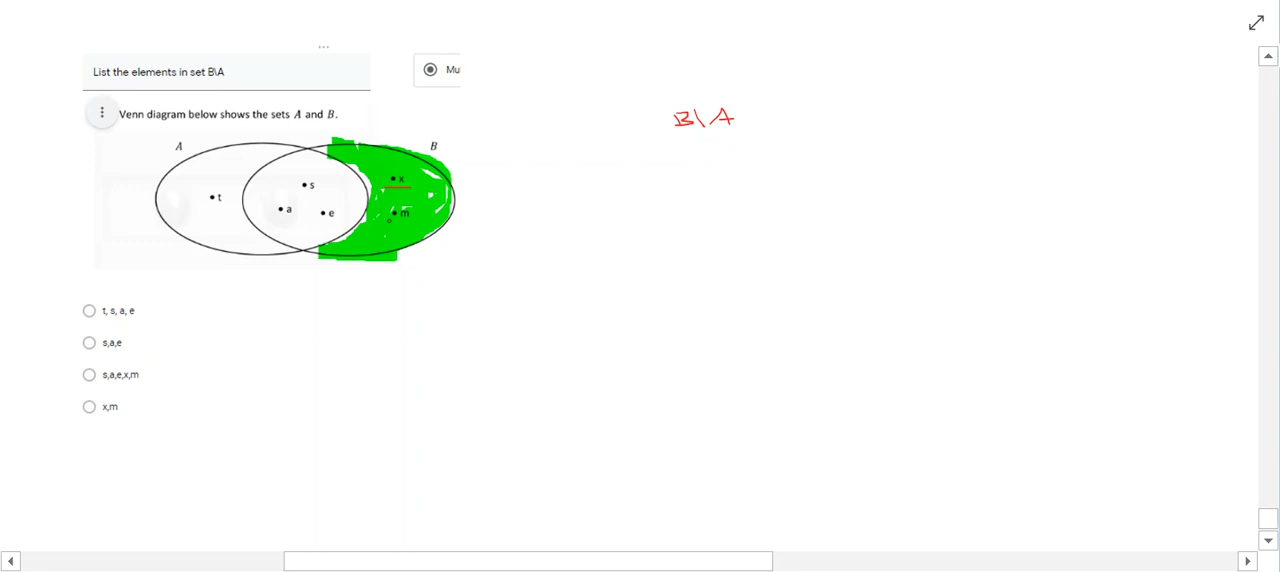 List the elements in set B\A
Mu
Venn diagram below shows the sets A and B.
B\A
A
B
x
s
t
a
e
m
t, s, a, e
s,a,e
s,a,e,x,m
x,m